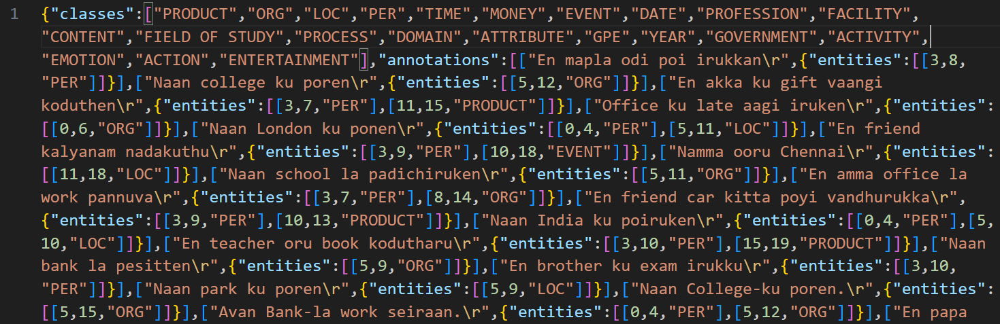 1 {"classes":["PRODUCT","ORG","LOC","PER","TIME","MONEY","EVENT","DATE","PROFESSION","FACILITY",
"CONTENT","FIELD OF STUDY","PROCESS","DOMAIN","ATTRIBUTE","GPE","YEAR","GOVERNMENT","ACTIVITY",
"EMOTION","ACTION","ENTERTAINMENT"],"annotations":[["En mapla odi poi irukkan\r",{"entities":[[3,8,
"PER"]]}],["Naan college ku poren\r",{"entities":[[5,12,"ORG"]]}],["En akka ku gift vaangi
koduthen\r",{"entities":[[3,7,"PER"],[11,15,"PRODUCT"]]}],["Office ku late aagi iruken\r",{"entities":
[[0,6,"ORG"]]}],["Naan London ku ponen\r",{"entities":[[0,4,"PER"],[5,11,"LOC"]]}],["En friend
kalyanam nadakuthu\r",{"entities":[[3,9,"PER"],[10,18,"EVENT"]]}],["Namma ooru Chennai\r",{"entities":
[[11,18,"LOC"]]}],["Naan school la padichiruken\r",{"entities":[[5,11,"ORG"]]}],["En amma office la
work pannuva\r",{"entities":[[3,7,"PER"],[8,14,"ORG"]]}],["En friend car kitta poyi vandhurukka\r",
{"entities":[[3,9,"PER"],[10,13,"PRODUCT"]]}],["Naan India ku poiruken\r",{"entities":[[0,4,"PER"],[5,
10,"LOC"]]}],["En teacher oru book kodutharu\r",{"entities":[[3,10,"PER"],[15,19,"PRODUCT"]]}],["Naan
bank la pesitten\r",{"entities":[[5,9,"ORG"]]}],["En brother ku exam irukku\r",{"entities":[[3,10,
"PER"]]}],["Naan park ku poren\r",{"entities":[[5,9,"LOC"]]}],["Naan College-ku poren.\r",{"entities":
[[5,15,"ORG"]]}],["Avan Bank-la work seiraan.\r",{"entities":[[0,4,"PER"],[5,12,"ORG"]]}],["En papa